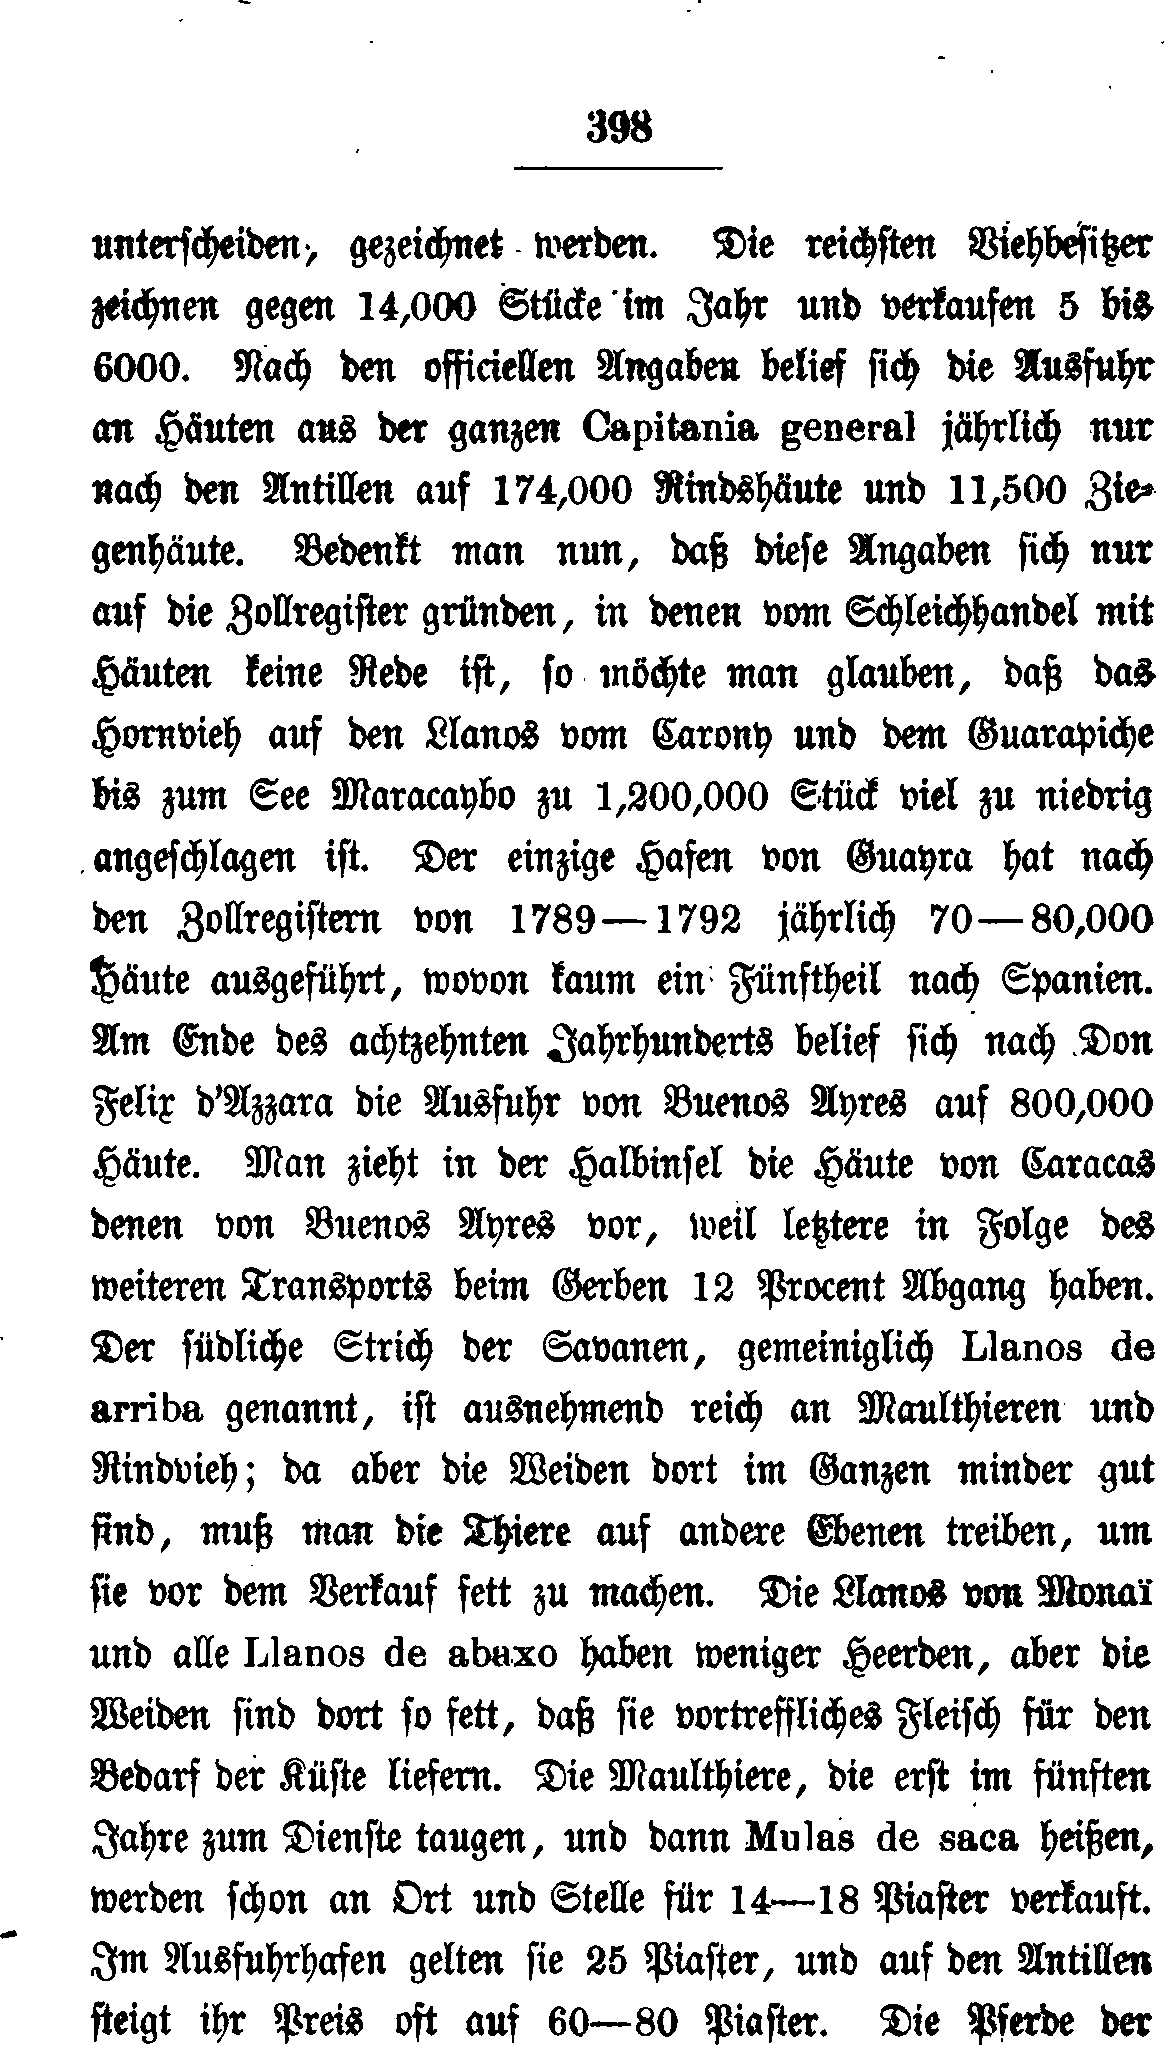 398
unterscheiden, gezeichnet werden. Die reichsten Viehbesitzer
zeichnen gegen 14,000 Stücke im Jahr und verkaufen 5 bis
6000. Nach den officiellen Angaben belief sich die Ausfuhr
an Häuten aus der ganzen Capitania general jährlich nur
nach den Antillen auf 174,000 Rindshäute und 11,500 Zie-
genhäute. Bedenkt man nun, daß diese Angaben sich nur
auf die Zollregister gründen, in denen vom Schleichhandel mit
Häuten keine Rede ist, so möchte man glauben, daß das
Hornvieh auf den Llanos vom Carony und dem Guarapiche
bis zum See Maracaybo zu 1,200,000 Stück viel zu niedrig
angeschlagen ist. Der einzige Hafen von Guayra hat nach
den Zollregistern von 1789—1792 jährlich 70—80,000
Häute ausgeführt, wovon kaum ein Fünftheil nach Spanien.
Am Ende des achtzehnten Jahrhunderts belief sich nach Don
Felix d'Azzara die Ausfuhr von Buenos Ayres auf 800,000
Häute. Man zieht in der Halbinsel die Häute von Caracas
denen von Buenos Ayres vor, weil letztere in Folge des
weiteren Transports beim Gerben 12 Procent Abgang haben.
Der südliche Strich der Savanen, gemeiniglich Llanos de
arriba genannt, ist ausnehmend reich an Maulthieren und
Rindvieh; da aber die Weiden dort im Ganzen minder gut
sind, muß man die Thiere auf andere Ebenen treiben, um
sie vor dem Verkauf fett zu machen. Die Llanos von Monaï
und alle Llanos de abaxo haben weniger Heerden, aber die
Weiden sind dort so fett, daß sie vortreffliches Fleisch für den
Bedarf der Küste liefern. Die Maulthiere, die erst im fünften
Jahre zum Dienste taugen, und dann Mulas de saca heißen,
werden schon an Ort und Stelle für 14—18 Piaster verkauft.
Im Ausfuhrhafen gelten sie 25 Piaster, und auf den Antillen
steigt ihr Preis oft auf 60—80 Piaster. Die Pferde der